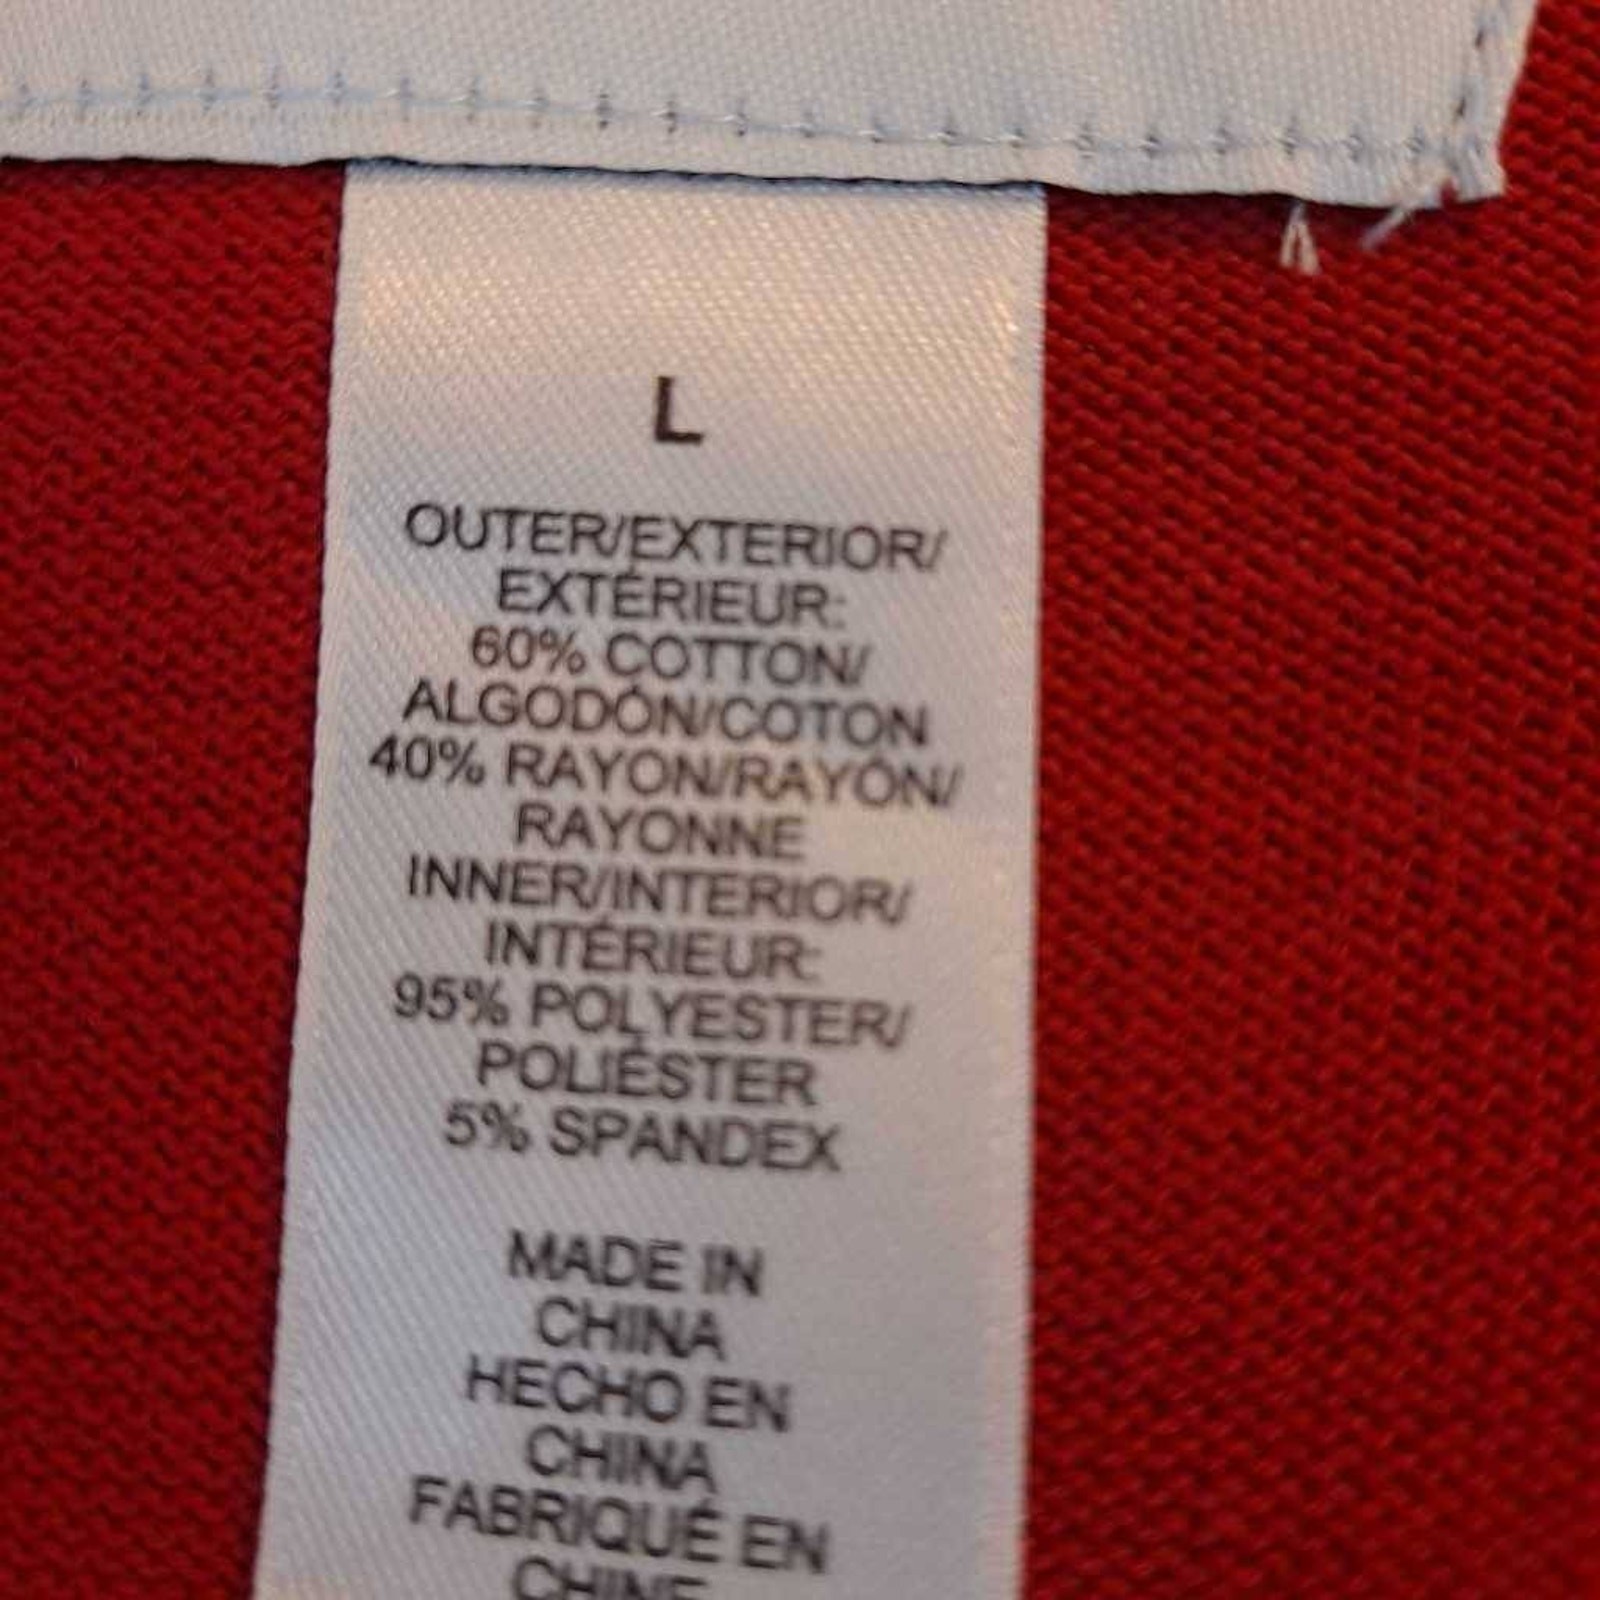 L
OUTER/EXTERIOR/
EXTÉRIEUR:
60% COTTON/
ALGODÓN/COTON
40% RAYON/RAYÓN/
RAYONNE
INNER/INTERIOR/
INTÉRIEUR:
95% POLYESTER/
POLIÉSTER
5% SPANDEX
MADE IN
CHINA
HECHO EN
CHINA
FABRIQUÉ EN
CHINE